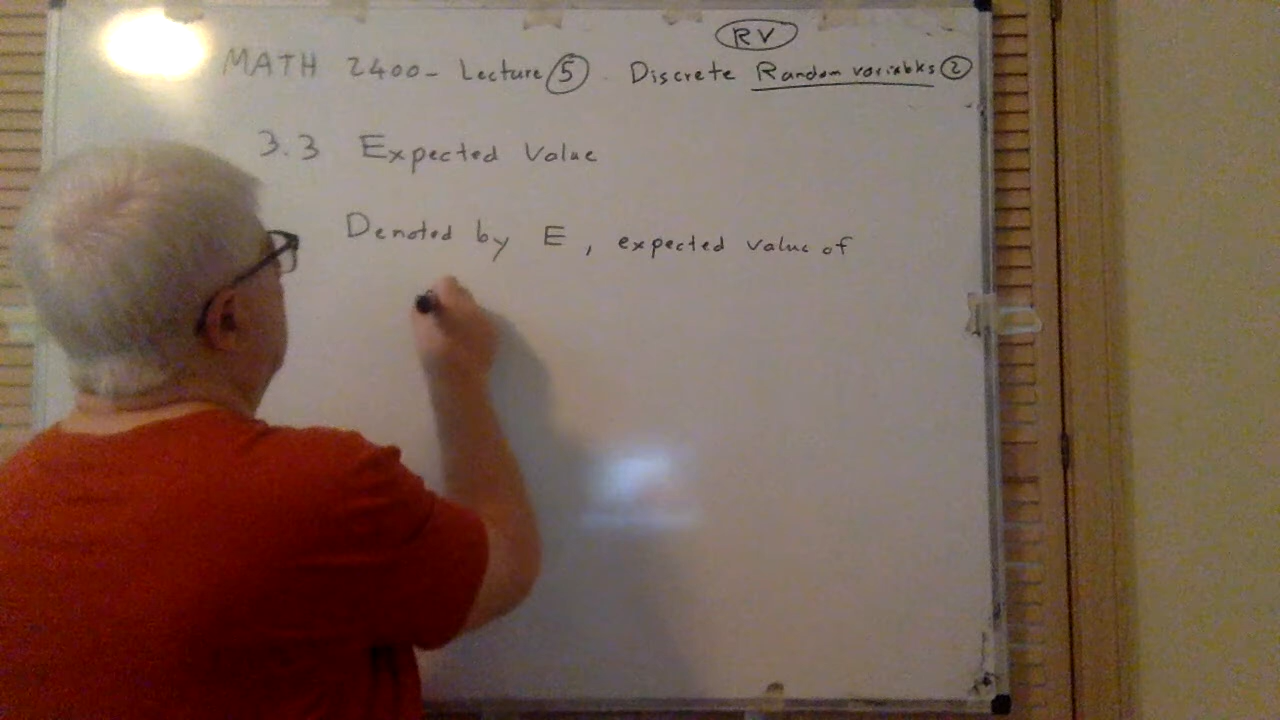 RV
MATH 2400- Lecture 5. Discrete Random variables 2
3.3 Expected Value
Denoted by E, expected value of